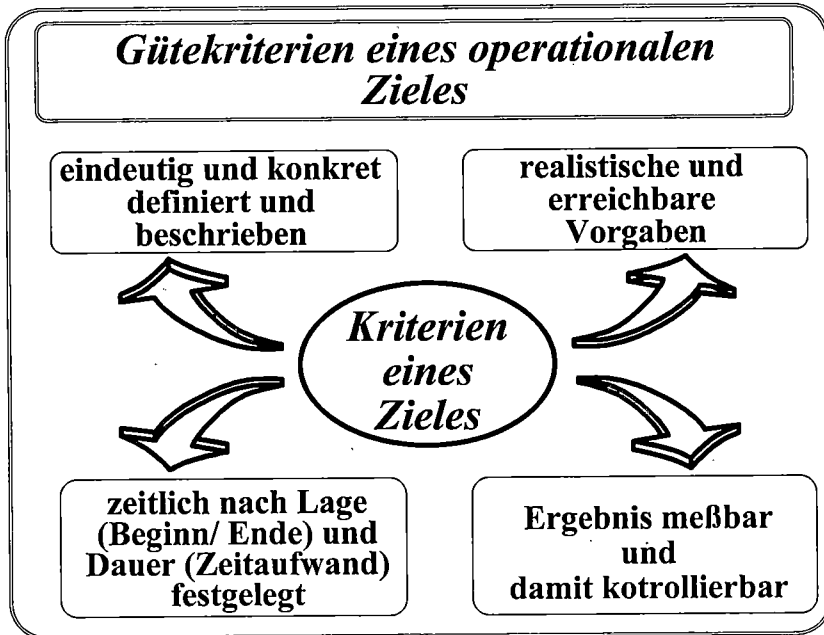 Gütekriterien eines operationalen
Zieles
eindeutig und konkret
definiert und
beschrieben
realistische und
erreichbare
Vorgaben
Kriterien
eines
Zieles
zeitlich nach Lage
(Beginn/ Ende) und
Dauer (Zeitaufwand)
festgelegt
Ergebnis meßbar
und
damit kotrollierbar